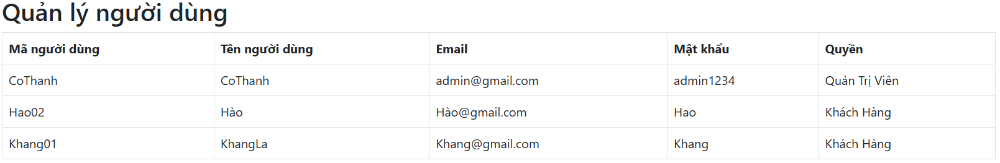 Quản lý người dùng
Mã người dùng Tên người dùng Email Mật khẩu Quyền
CoThanh CoThanh admin@gmail.com admin1234 Quản Trị Viên
Hao02 Hào Hào@gmail.com Hao Khách Hàng
Khang01 KhangLa Khang@gmail.com Khang Khách Hàng